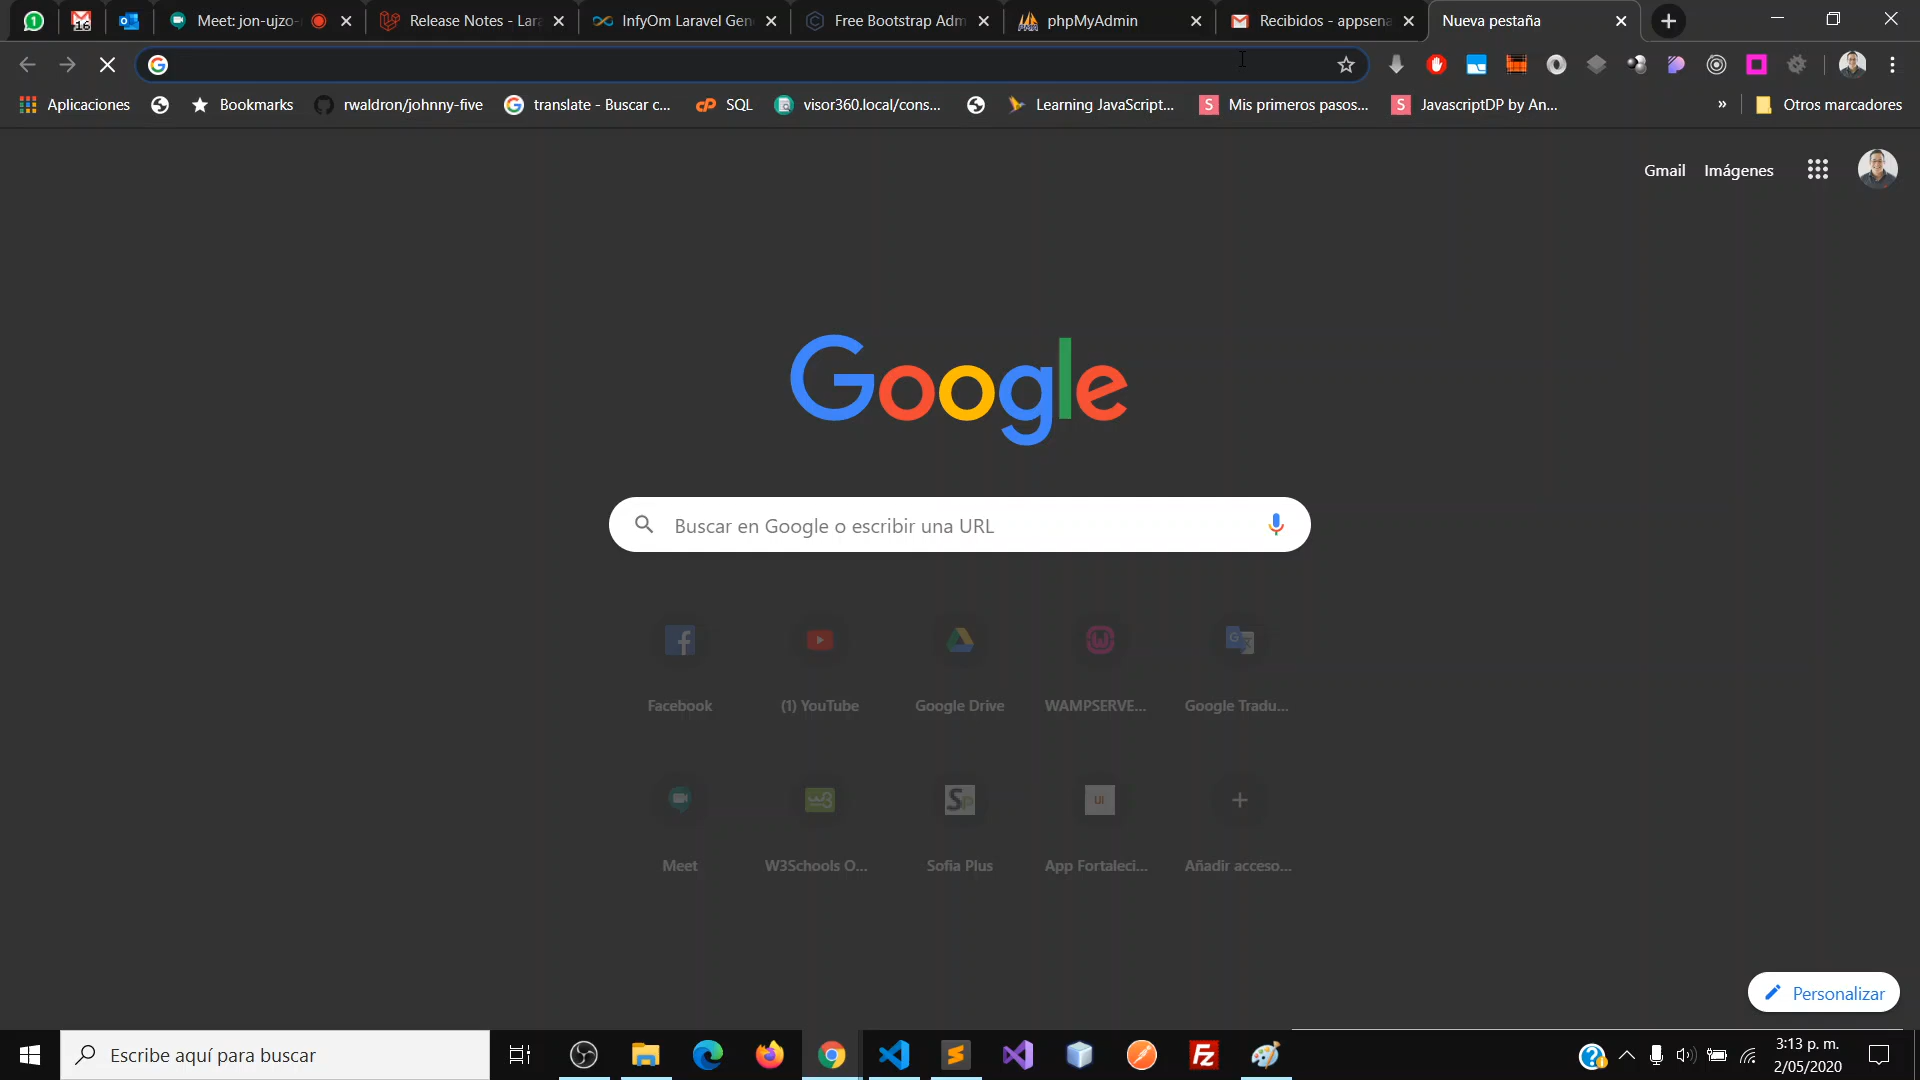 1
16
Meet: jon-ujzo-
Release Notes - Lara
InfyOm Laravel Gen
Free Bootstrap Adm
phpMyAdmin
Recibidos - appsena
Nueva pestaña
Aplicaciones
Bookmarks
rwaldron/johnny-five
translate - Buscar c...
SQL
visor360.local/cons...
Learning JavaScript...
Mis primeros pasos...
JavascriptDP by An...
»
Otros marcadores
Gmail
Imágenes
Google
Buscar en Google o escribir una URL
Facebook
(1) YouTube
Google Drive
WAMPSERVE...
Google Tradu...
Meet
W3Schools O...
Sofia Plus
App Fortaleci...
Añadir acceso...
Personalizar
Escribe aquí para buscar
3:13 p. m.
2/05/2020